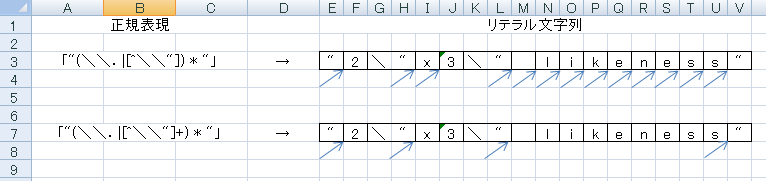 A B C D E F G H I J K L M N O P Q R S T U V
1 正規表現 リテラル文字列
2
3 「“(＼＼.|[^＼＼“])＊“」 → “ 2 ＼ “ x 3 ＼ “ l i k e n e s s “
4
5
6
7 「“(＼＼.|[^＼＼“]+)＊“」 → “ 2 ＼ “ x 3 ＼ “ l i k e n e s s “
8
9